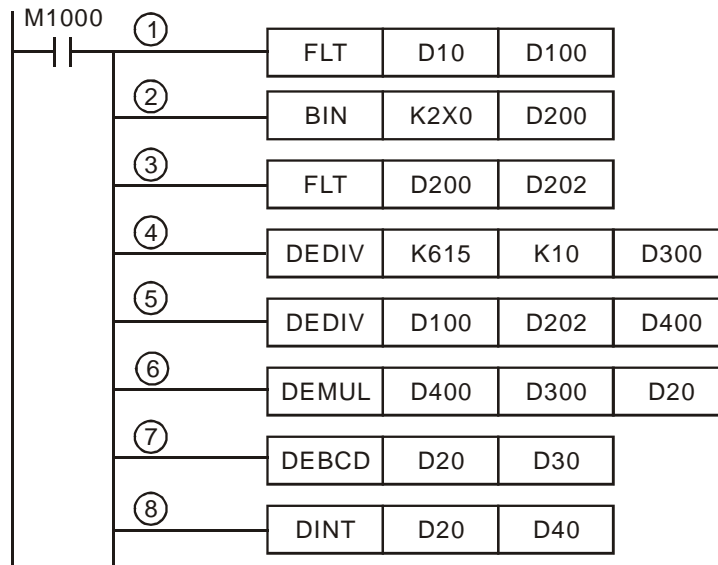 M1000
1 FLT D10 D100
2 BIN K2X0 D200
3 FLT D200 D202
4 DEDIV K615 K10 D300
5 DEDIV D100 D202 D400
6 DEMUL D400 D300 D20
7 DEBCD D20 D30
8 DINT D20 D40